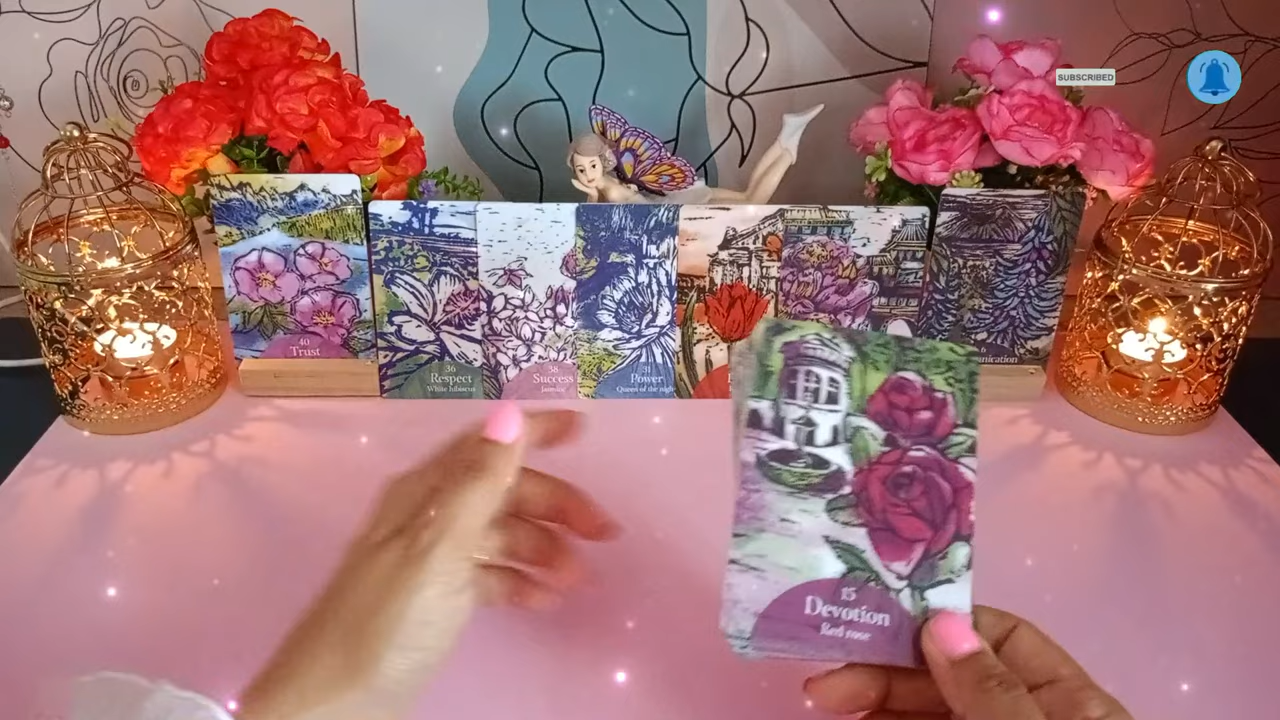 SUBSCRIBED
40
Trust
36
Respect
White hibiscus
38
Success
Jasmine
31
Power
Queen of the night
15
Devotion
Red rose